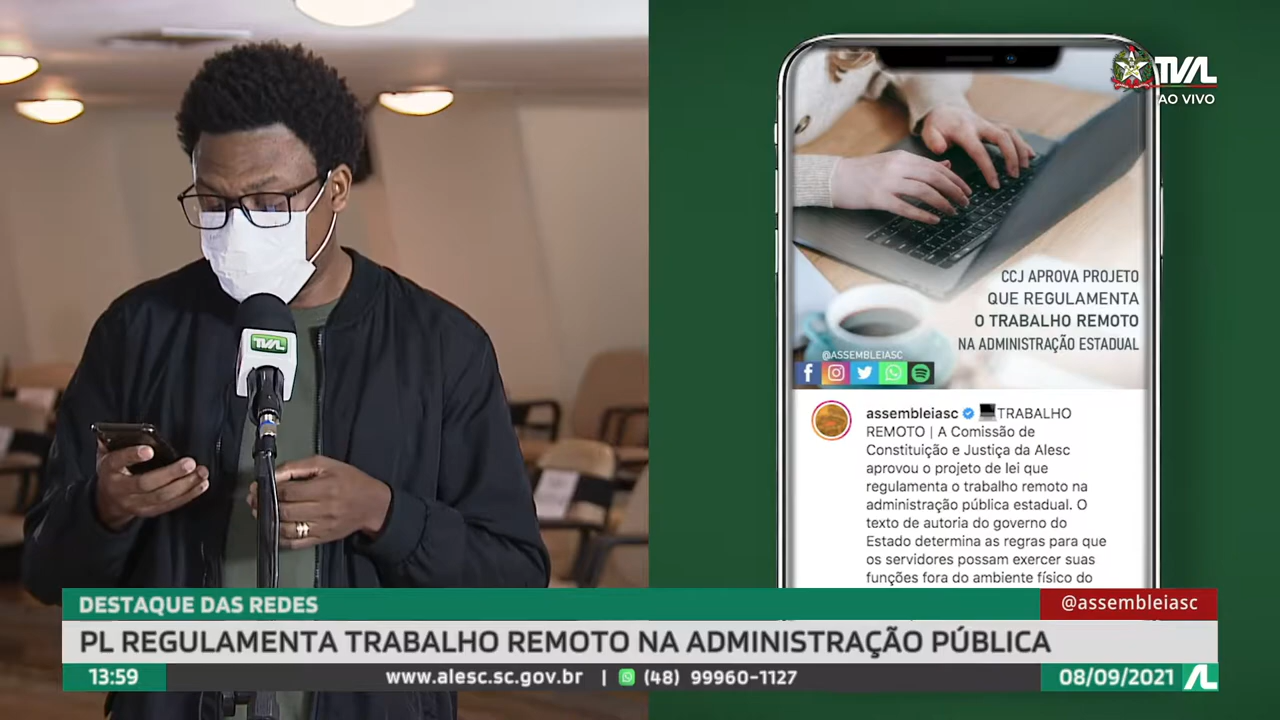 TVAL
AO VIVO
TVAL
CCJ APROVA PROJETO
QUE REGULAMENTA
O TRABALHO REMOTO
NA ADMINISTRAÇÃO ESTADUAL
@ASSEMBLEIASC
assembleiasc TRABALHO
REMOTO | A Comissão de
Constituição e Justiça da Alesc
aprovou o projeto de lei que
regulamenta o trabalho remoto na
administração pública estadual. O
texto de autoria do governo do
Estado determina as regras para que
os servidores possam exercer suas
funções fora do ambiente físico do
DESTAQUE DAS REDES
@assembleiasc
PL REGULAMENTA TRABALHO REMOTO NA ADMINISTRAÇÃO PÚBLICA
13:59
www.alesc.sc.gov.br | (48) 99960-1127
08/09/2021 AL